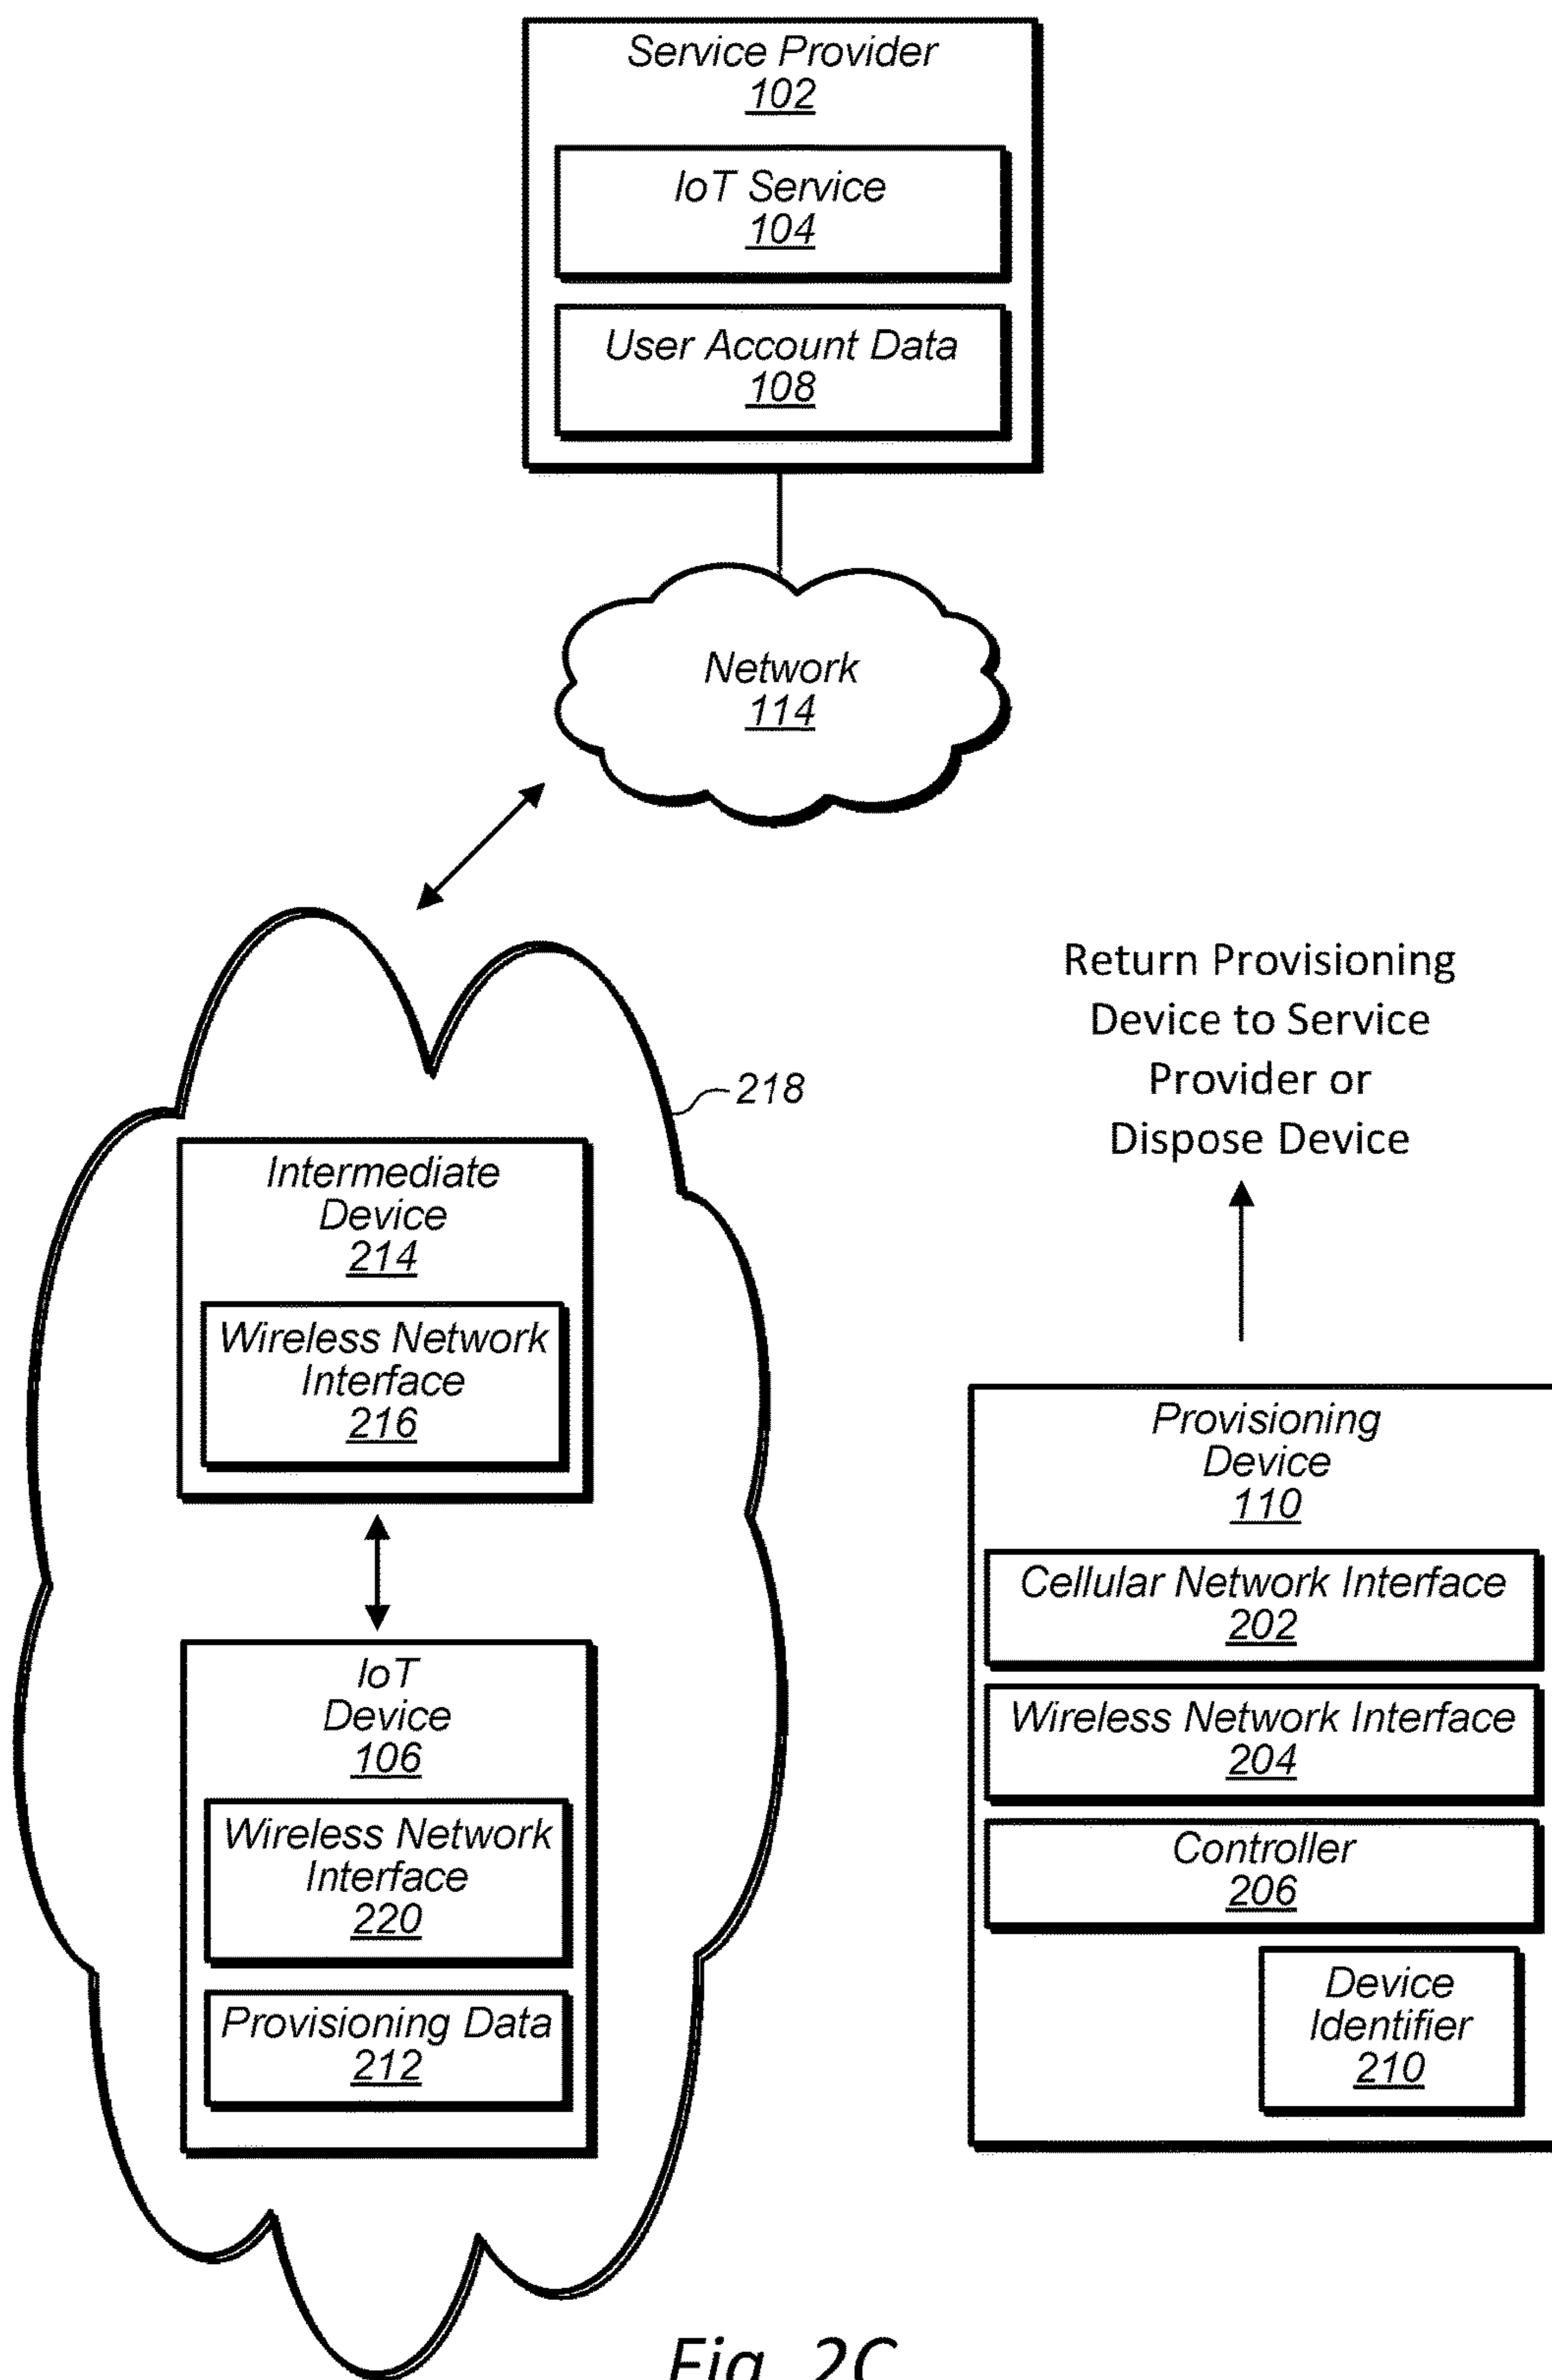 Service Provider
102
IoT Service
104
User Account Data
108
Network
114
218
Intermediate
Device
214
Wireless Network
Interface
216
IoT
Device
106
Wireless Network
Interface
220
Provisioning Data
212
Return Provisioning
Device to Service
Provider or
Dispose Device
Provisioning
Device
110
Cellular Network Interface
202
Wireless Network Interface
204
Controller
206
Device
Identifier
210
Fig. 2C